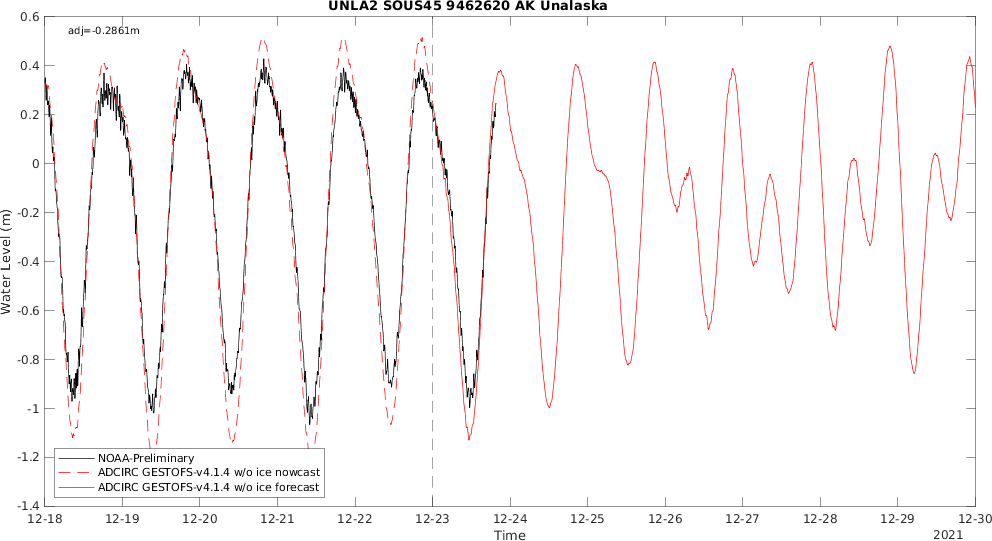 UNLA2 SOUS45 9462620 AK Unalaska
adj=-0.2861m
0.6
0.4
0.2
0
-0.2
-0.4
-0.6
-0.8
-1
-1.2
-1.4
Water Level (m)
NOAA-Preliminary
ADCIRC GESTOFS-v4.1.4 w/o ice nowcast
ADCIRC GESTOFS-v4.1.4 w/o ice forecast
12-18 12-19 12-20 12-21 12-22 12-23 12-24 12-25 12-26 12-27 12-28 12-29 12-30
Time
2021